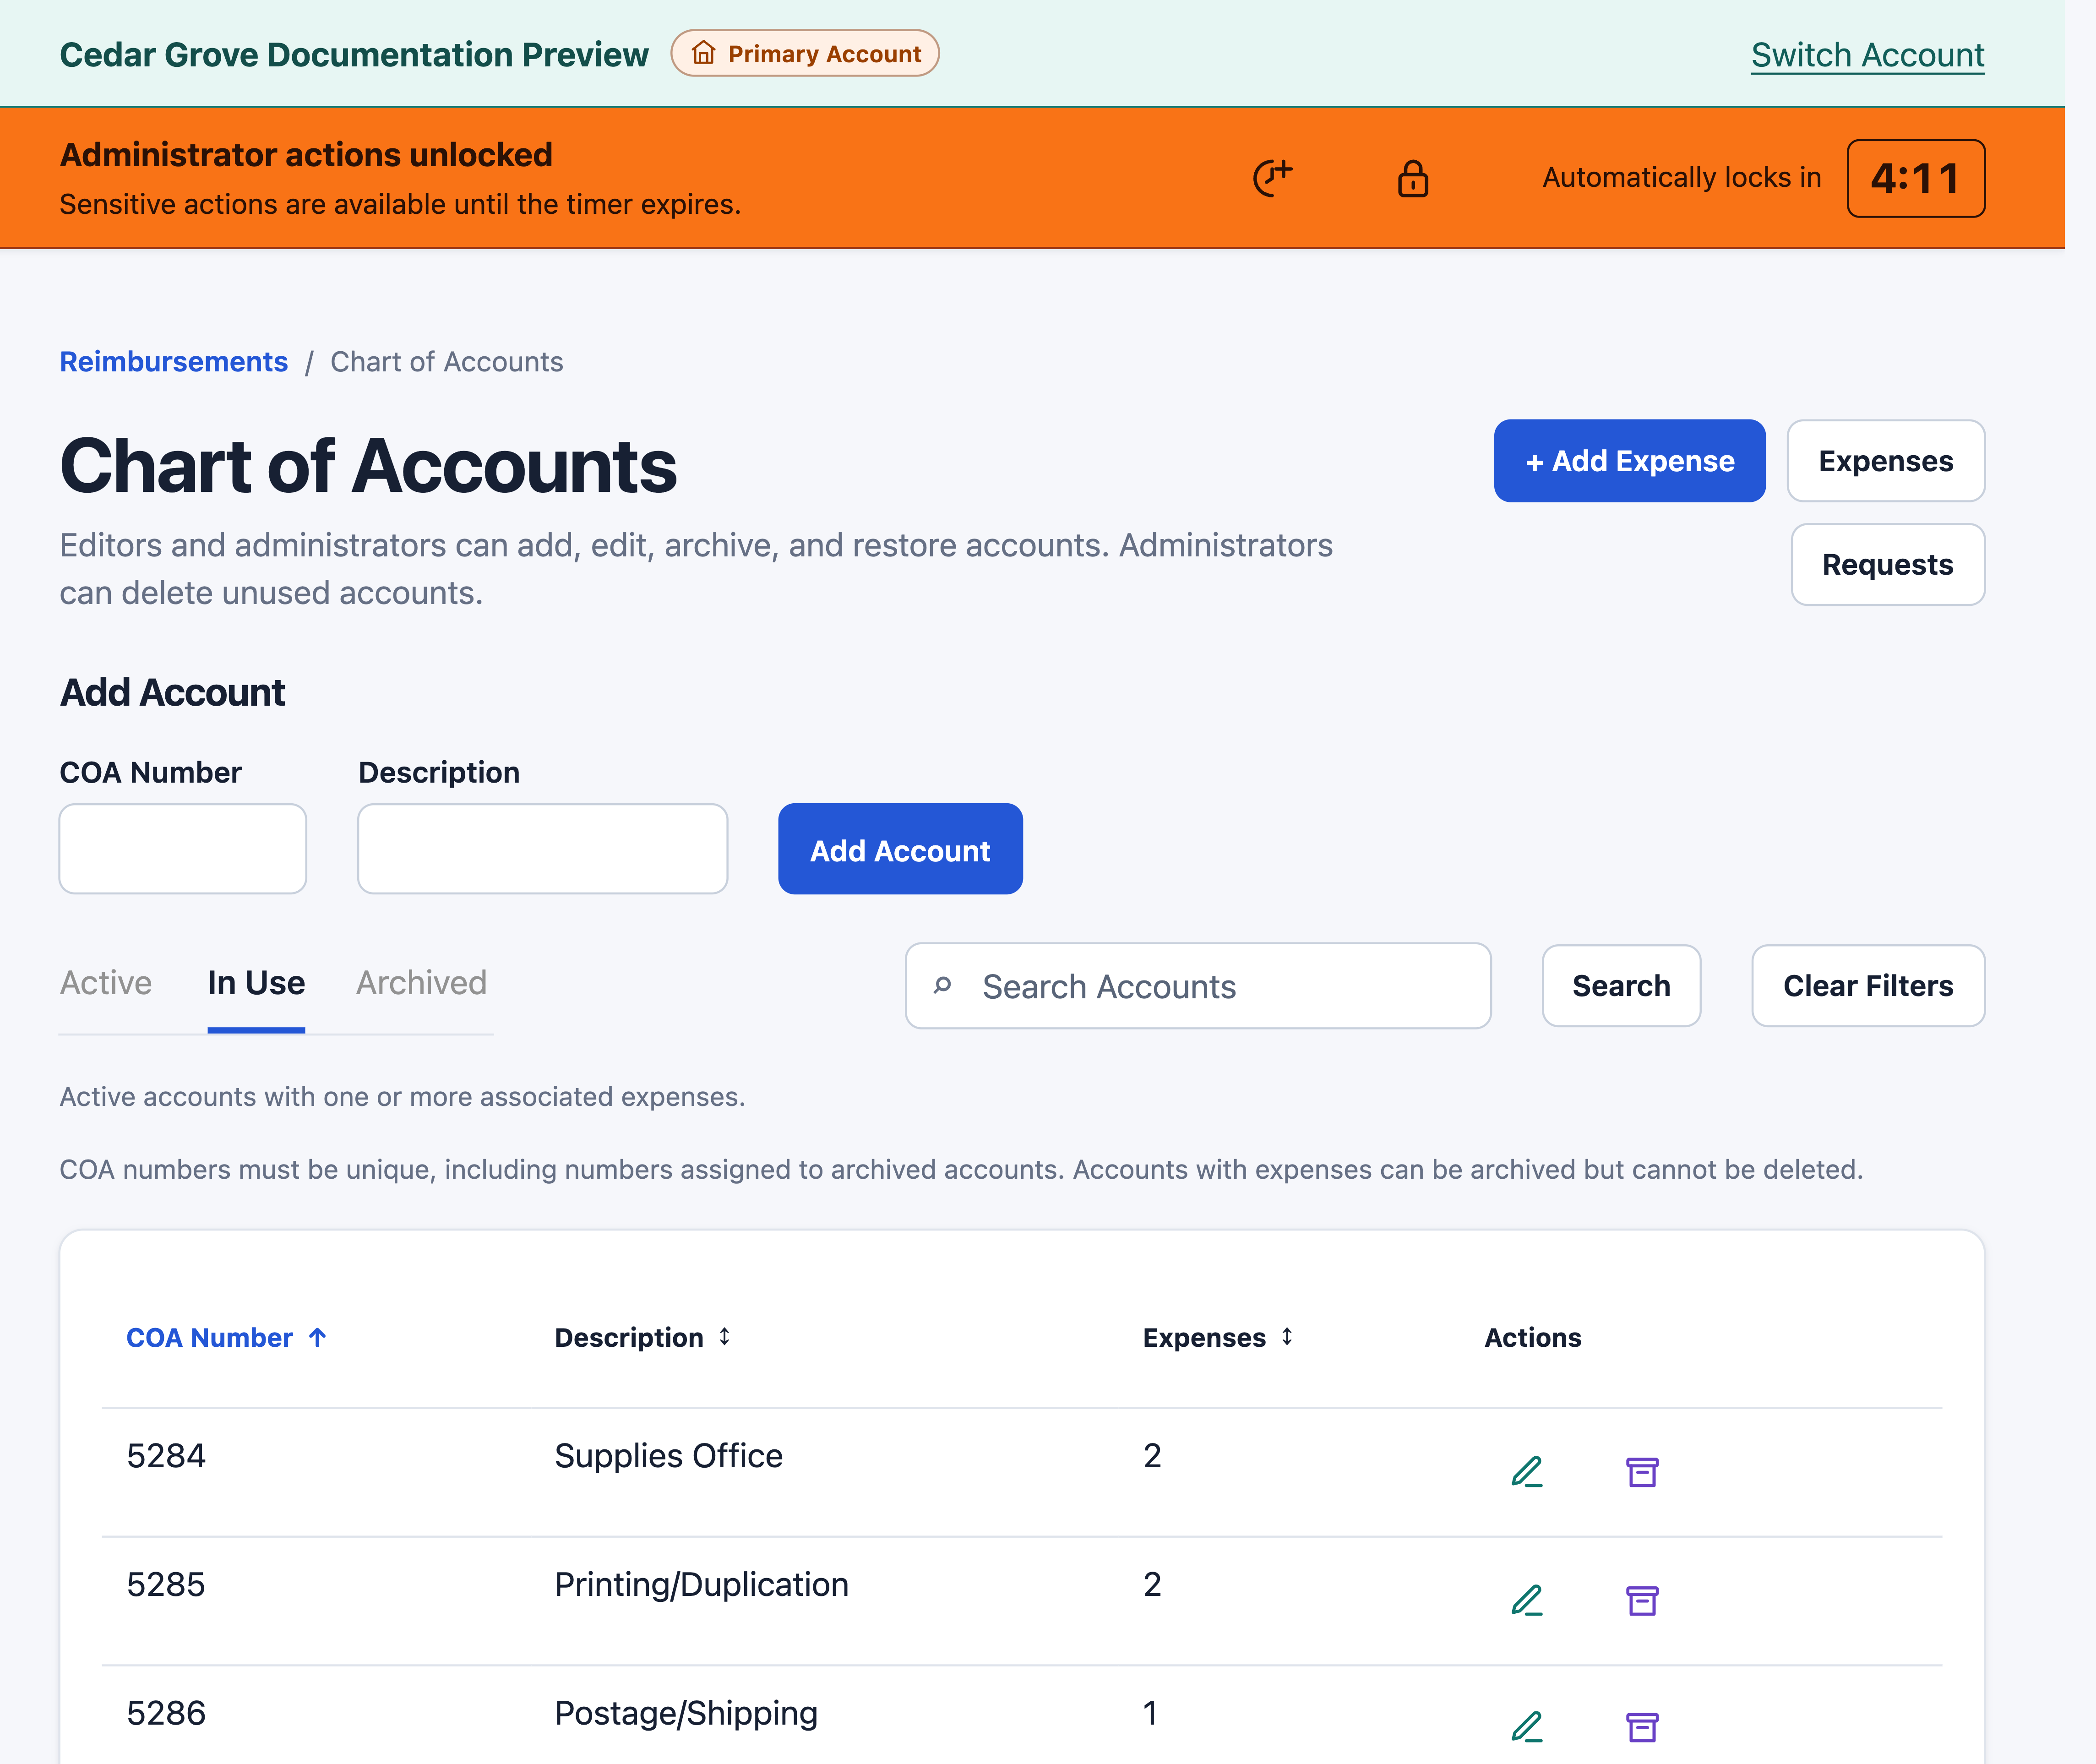 Cedar Grove Documentation Preview Primary Account Switch Account
Administrator actions unlocked
Sensitive actions are available until the timer expires.
Automatically locks in 4:11
Reimbursements / Chart of Accounts
Chart of Accounts
+ Add Expense Expenses
Editors and administrators can add, edit, archive, and restore accounts. Administrators
can delete unused accounts.
Requests
Add Account
COA Number Description
Add Account
Active In Use Archived Search Accounts Search Clear Filters
Active accounts with one or more associated expenses.
COA numbers must be unique, including numbers assigned to archived accounts. Accounts with expenses can be archived but cannot be deleted.
COA Number ↑ Description ↕ Expenses ↕ Actions
5284 Supplies Office 2
5285 Printing/Duplication 2
5286 Postage/Shipping 1